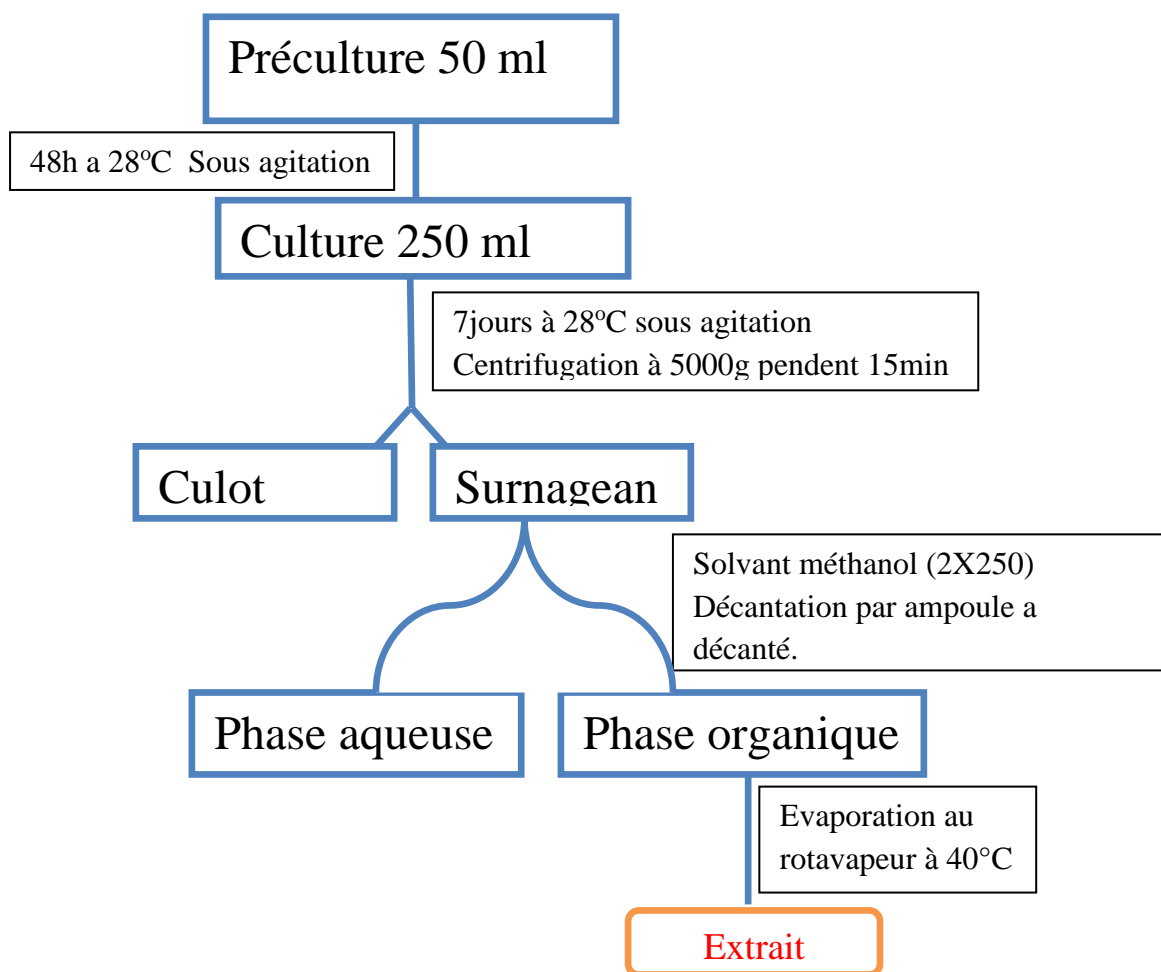 Préculture 50 ml
48h a 28ºC Sous agitation
Culture 250 ml
7jours à 28ºC sous agitation
Centrifugation à 5000g pendent 15min
Culot
Surnagean
Solvant méthanol (2X250)
Décantation par ampoule a
décanté.
Phase aqueuse
Phase organique
Evaporation au
rotavapeur à 40°C
Extrait